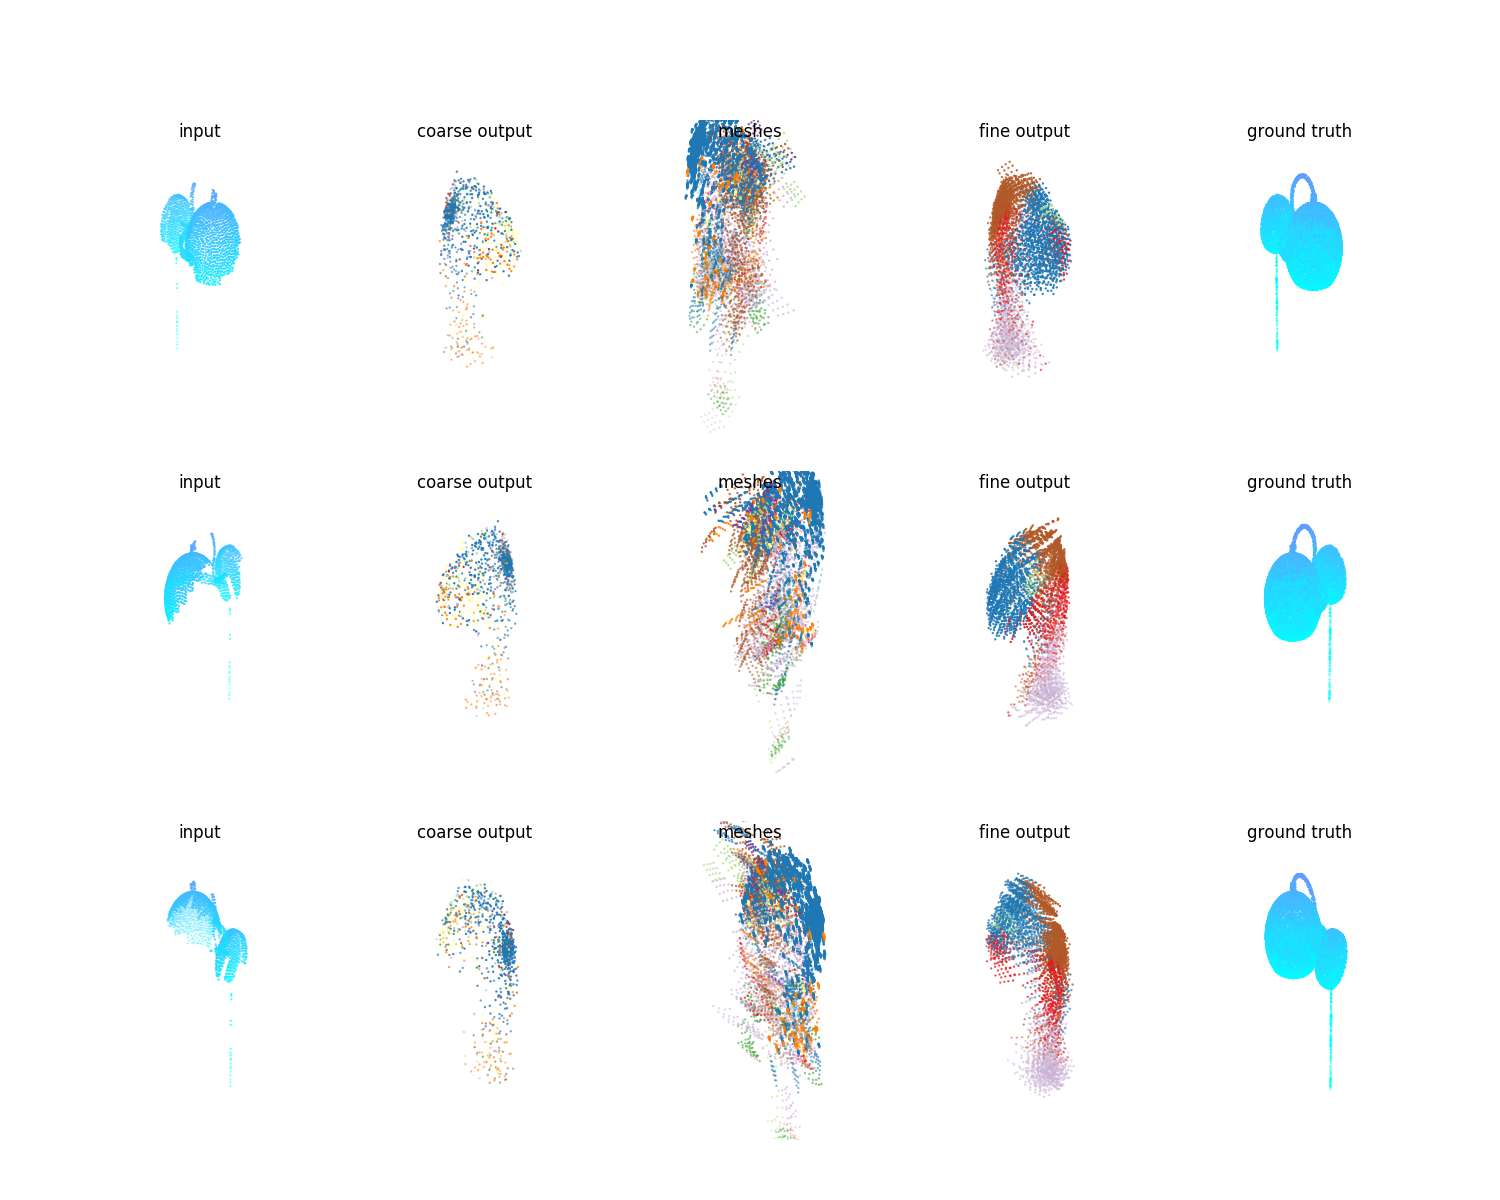 input
coarse output
meshes
fine output
ground truth
input
coarse output
meshes
fine output
ground truth
input
coarse output
meshes
fine output
ground truth